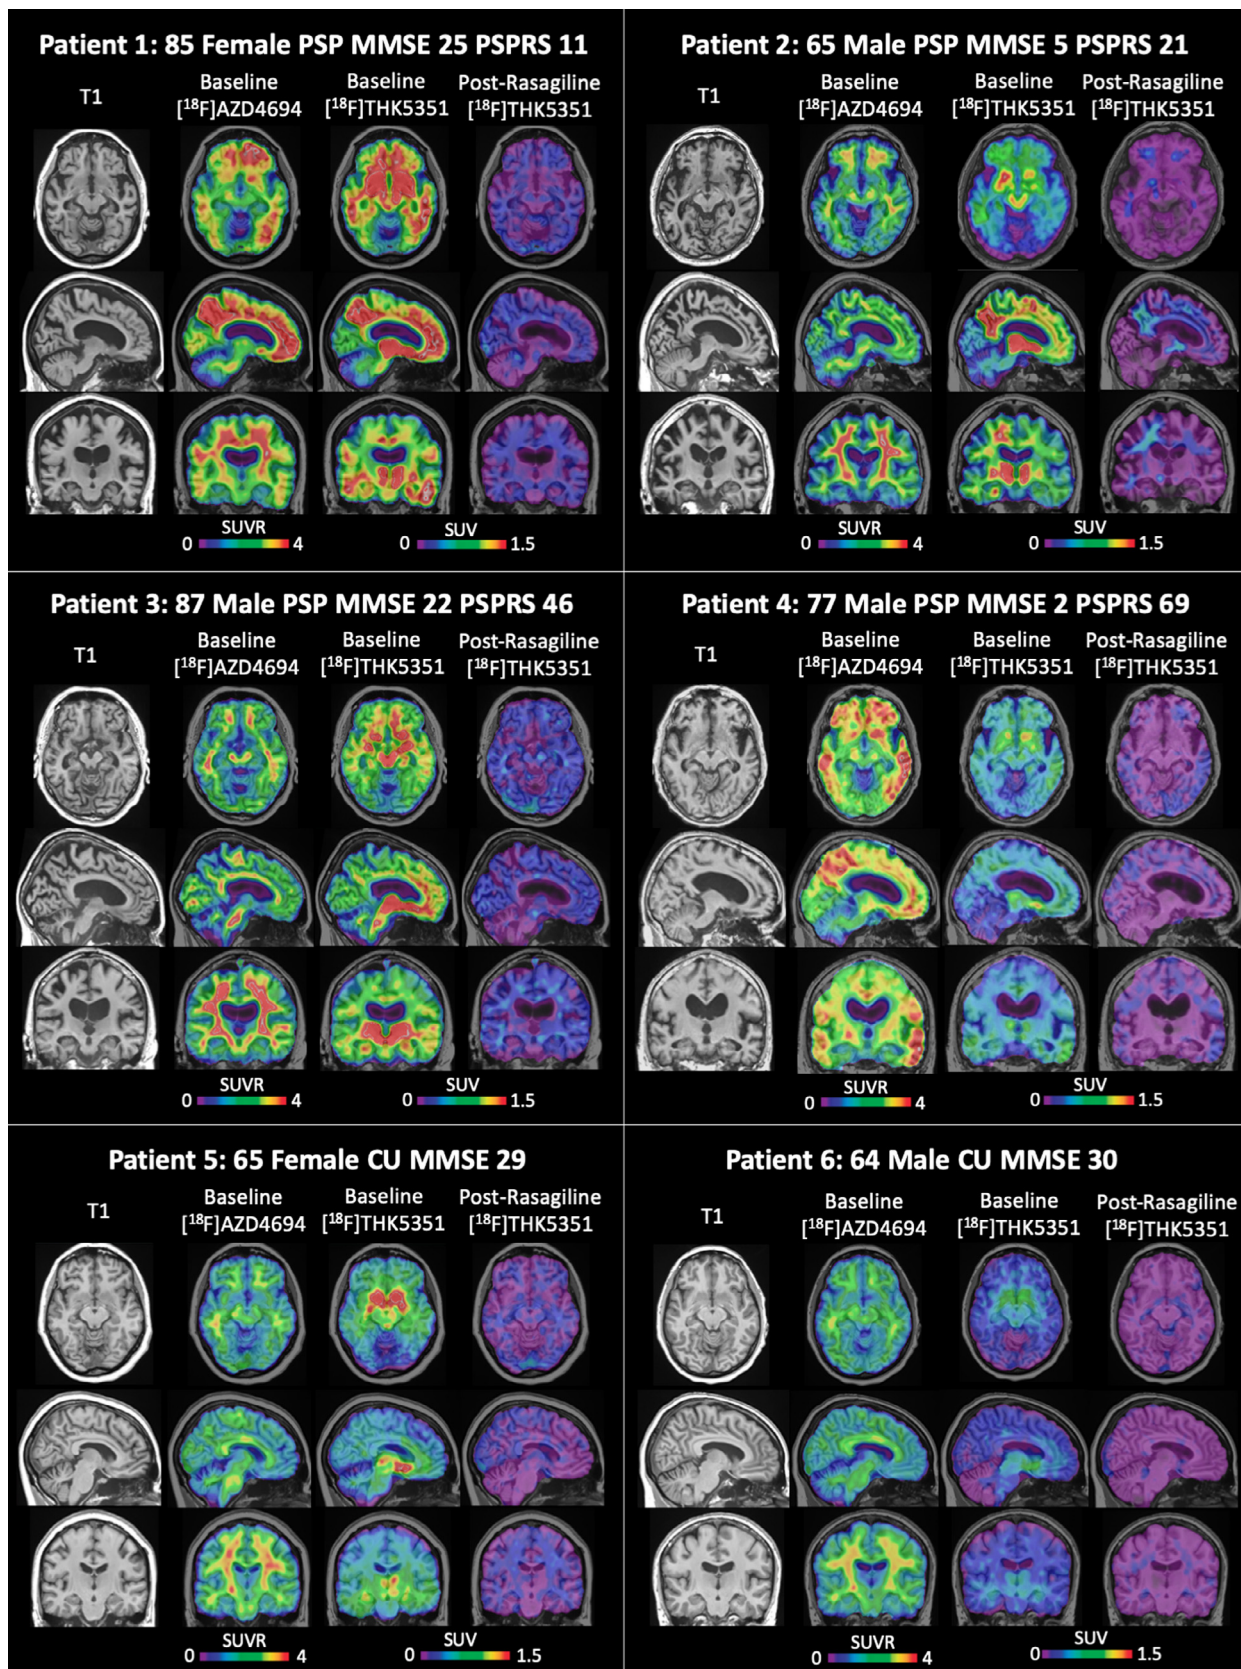 Patient 1: 85 Female PSP MMSE 25 PSPRS 11
T1
Baseline
[¹⁸F]AZD4694
Baseline
[¹⁸F]THK5351
Post-Rasagiline
[¹⁸F]THK5351
SUVR
0 4
SUV
0 1.5
Patient 2: 65 Male PSP MMSE 5 PSPRS 21
T1
Baseline
[¹⁸F]AZD4694
Baseline
[¹⁸F]THK5351
Post-Rasagiline
[¹⁸F]THK5351
SUVR
0 4
SUV
0 1.5
Patient 3: 87 Male PSP MMSE 22 PSPRS 46
T1
Baseline
[¹⁸F]AZD4694
Baseline
[¹⁸F]THK5351
Post-Rasagiline
[¹⁸F]THK5351
SUVR
0 4
SUV
0 1.5
Patient 4: 77 Male PSP MMSE 2 PSPRS 69
T1
Baseline
[¹⁸F]AZD4694
Baseline
[¹⁸F]THK5351
Post-Rasagiline
[¹⁸F]THK5351
SUVR
0 4
SUV
0 1.5
Patient 5: 65 Female CU MMSE 29
T1
Baseline
[¹⁸F]AZD4694
Baseline
[¹⁸F]THK5351
Post-Rasagiline
[¹⁸F]THK5351
SUVR
0 4
SUV
0 1.5
Patient 6: 64 Male CU MMSE 30
T1
Baseline
[¹⁸F]AZD4694
Baseline
[¹⁸F]THK5351
Post-Rasagiline
[¹⁸F]THK5351
SUVR
0 4
SUV
0 1.5